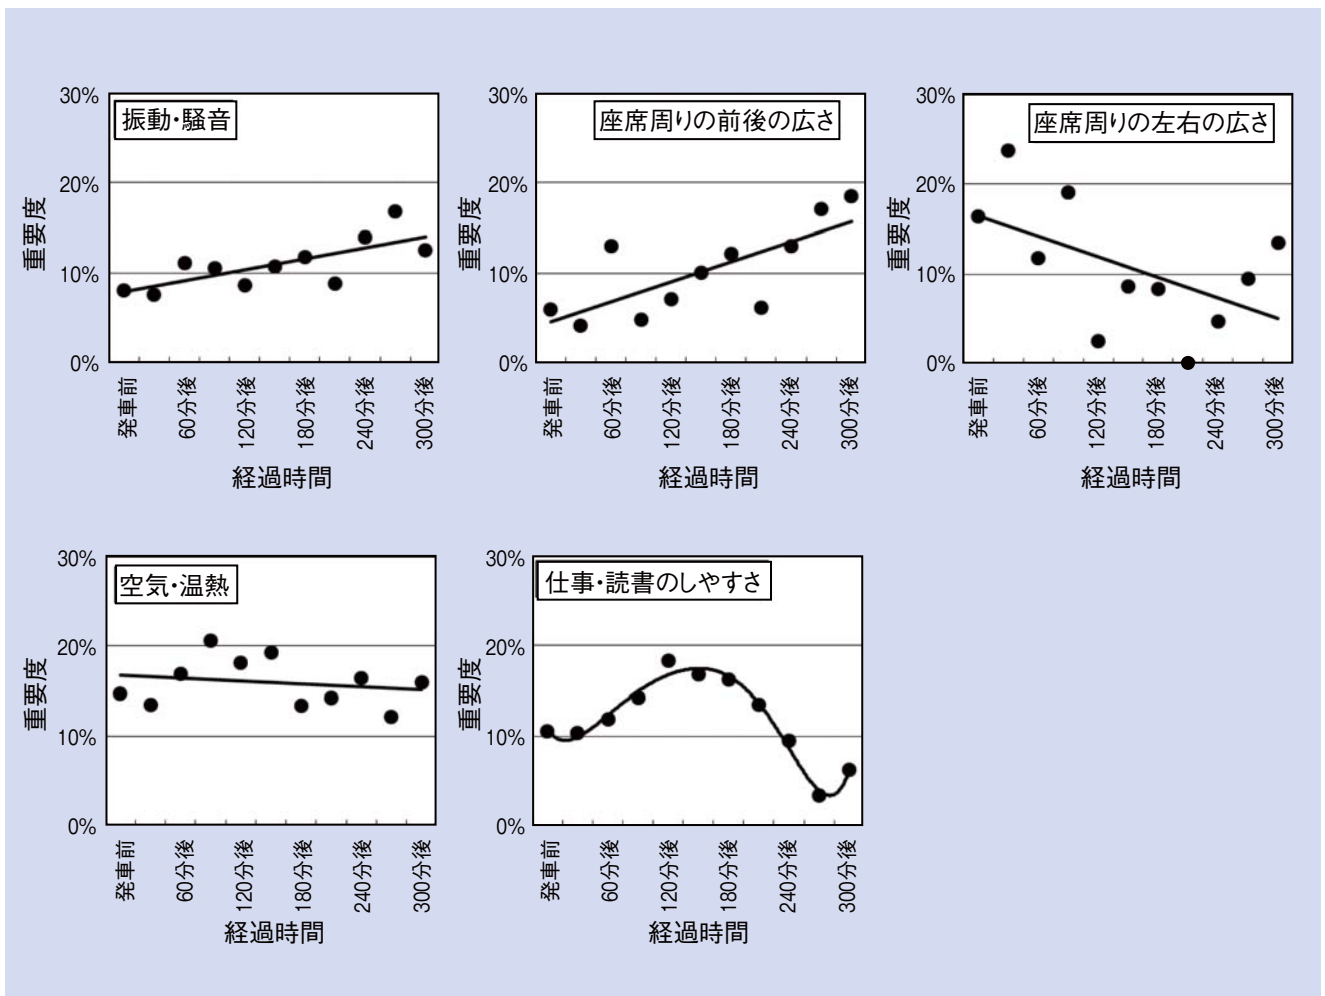 振動・騒音
30%
20%
10%
0%
重要度
発車前
60分後
120分後
180分後
240分後
300分後
経過時間
座席周りの前後の広さ
30%
20%
10%
0%
重要度
発車前
60分後
120分後
180分後
240分後
300分後
経過時間
座席周りの左右の広さ
30%
20%
10%
0%
重要度
発車前
60分後
120分後
180分後
240分後
300分後
経過時間
空気・温熱
30%
20%
10%
0%
重要度
発車前
60分後
120分後
180分後
240分後
300分後
経過時間
仕事・読書のしやすさ
30%
20%
10%
0%
重要度
発車前
60分後
120分後
180分後
240分後
300分後
経過時間